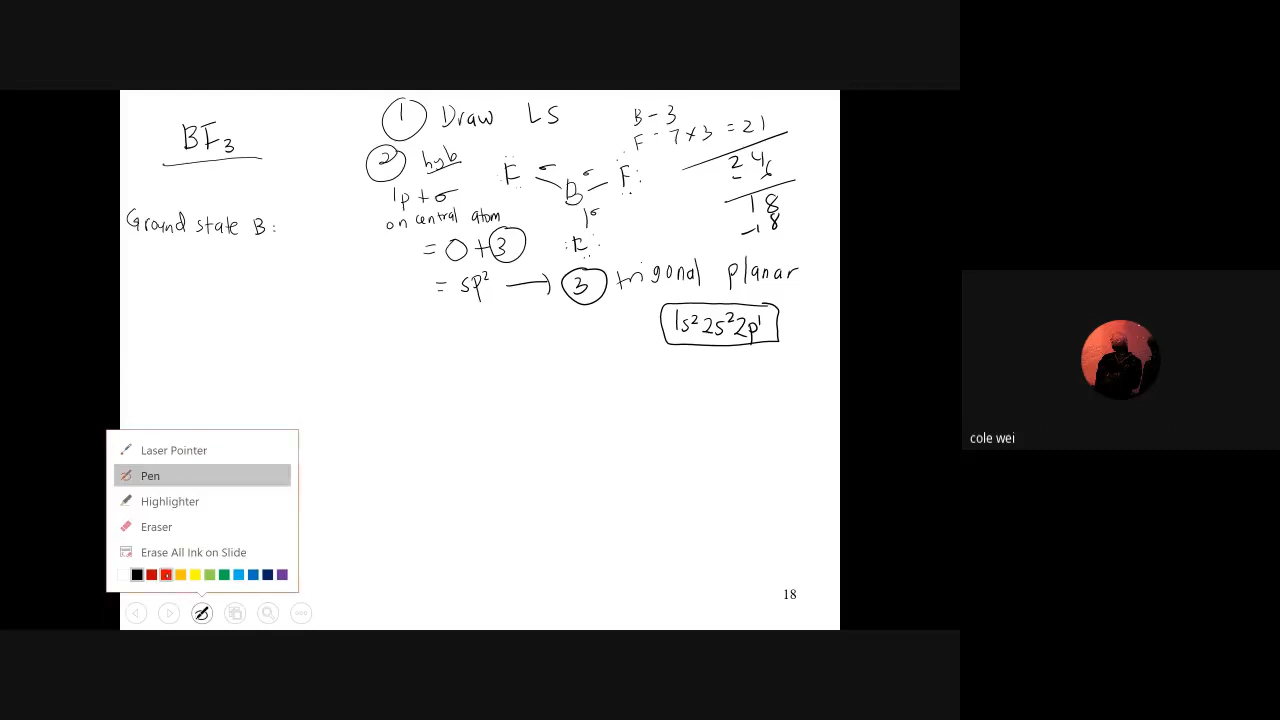 BF₃
① Draw LS
B - 3
F - 7 × 3 = 21
24
- 6
18
- 18
② hyb
lp + σ
on central atom
= 0 + ③
= sp² → ③ trigonal planar
F σ B σ F
σ
F
Ground state B:
1s² 2s² 2p¹
Laser Pointer
Pen
Highlighter
Eraser
Erase All Ink on Slide
18
cole wei